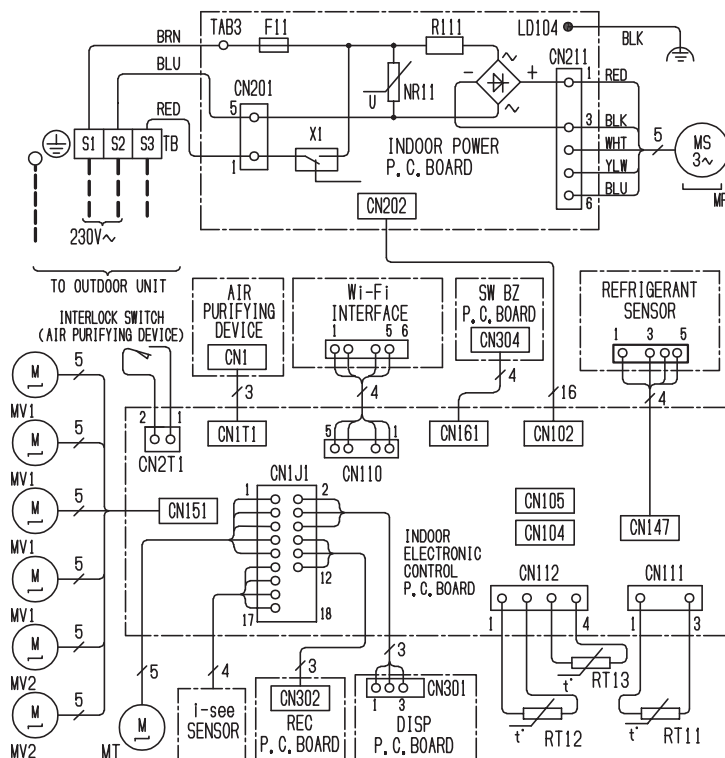 TAB3 F11 R111 LD104
BRN BLK
BLU CN201 CN211
5 U NR11 ~ - + ~ 1 RED
RED X1 3 BLK 5 MS
S1 S2 S3 TB 1 INDOOR POWER WHT 3~
P.C.BOARD YLW
BLU
6 MF
CN202
230V~
TO OUTDOOR UNIT
INTERLOCK SWITCH
(AIR PURIFYING DEVICE)
AIR
PURIFYING
DEVICE
CN1
3
CN1T1
Wi-Fi
INTERFACE
1 5 6
4
5 1
CN110
SW BZ
P.C.BOARD
CN304
4
CN161
16
CN102
REFRIGERANT
SENSOR
1 3 5
4
CN147
2 1
CN2T1
M 5
MV1
M 5
MV1
M 5
MV1
M 5
MV1
M 5
MV2
M 5
MV2
CN151
CN1J1
1 2
12
17 18
CN105
CN104
INDOOR
ELECTRONIC
CONTROL
P.C.BOARD
CN112
1 4
CN111
1 3
t° RT13
t° RT12
t° RT11
5
M
MT
4
i-see
SENSOR
3
CN302
REC
P.C.BOARD
3
CN301
1 3
DISP
P.C.BOARD